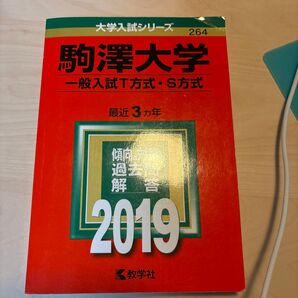 大学入試シリーズ
264
駒澤大学
一般入試T方式・S方式
最近3カ年
傾向
過去
解答
2019
教学社